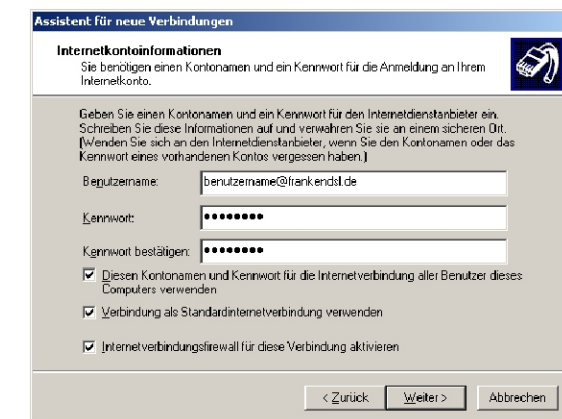 Assistent für neue Verbindungen
Internetkontoinformationen
Sie benötigen einen Kontonamen und ein Kennwort für die Anmeldung an Ihrem
Internetkonto.
Geben Sie einen Kontonamen und ein Kennwort für den Internetdienstanbieter ein.
Schreiben Sie diese Informationen auf und verwahren Sie sie an einem sicheren Ort.
(Wenden Sie sich an den Internetdienstanbieter, wenn Sie den Kontonamen oder das
Kennwort eines vorhandenen Kontos vergessen haben.)
Benutzername: benutzername@frankendsl.de
Kennwort: ●●●●●●●●
Kennwort bestätigen: ●●●●●●●●
Diesen Kontonamen und Kennwort für die Internetverbindung aller Benutzer dieses
Computers verwenden
Verbindung als Standardinternetverbindung verwenden
Internetverbindungsfirewall für diese Verbindung aktivieren
< Zurück Weiter > Abbrechen